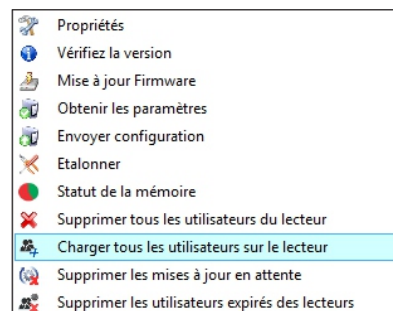 Propriétés
Vérifiez la version
Mise à jour Firmware
Obtenir les paramètres
Envoyer configuration
Etalonner
Statut de la mémoire
Supprimer tous les utilisateurs du lecteur
Charger tous les utilisateurs sur le lecteur
Supprimer les mises à jour en attente
Supprimer les utilisateurs expirés des lecteurs